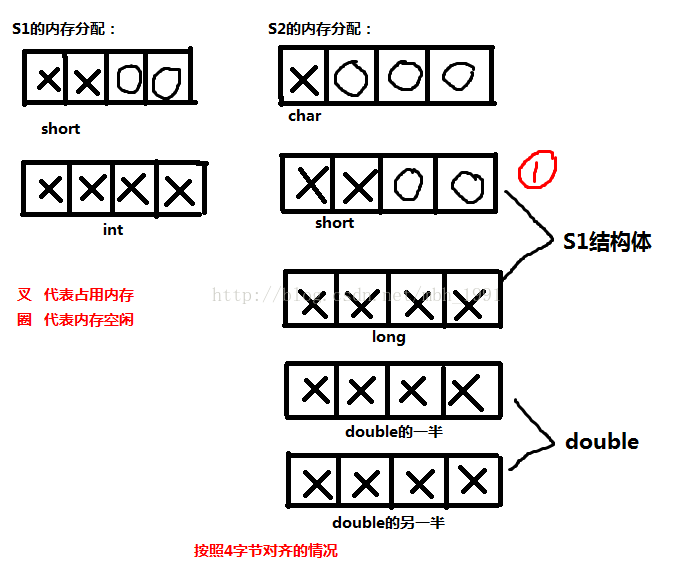 S1的内存分配：
S2的内存分配：
short
char
int
short
1
S1结构体
叉 代表占用内存
圈 代表内存空闲
http://blog.csdn.net/mbh_1991
long
double的一半
double
double的另一半
按照4字节对齐的情况